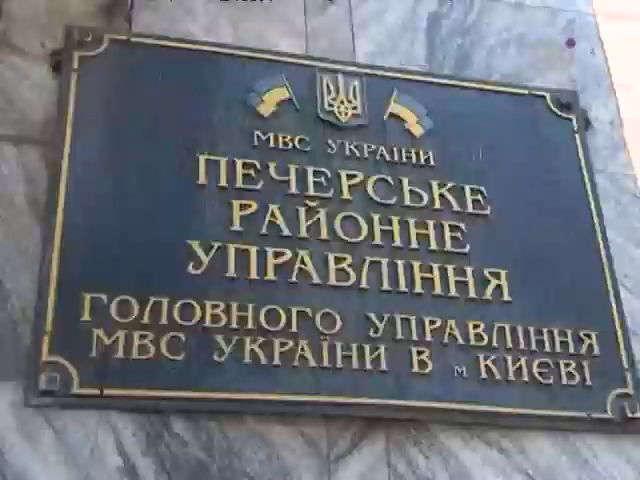 МВС УКРАЇНИ
ПЕЧЕРСЬКЕ
РАЙОННЕ
УПРАВЛІННЯ
ГОЛОВНОГО УПРАВЛІННЯ
МВС УКРАЇНИ В м КИЄВІ